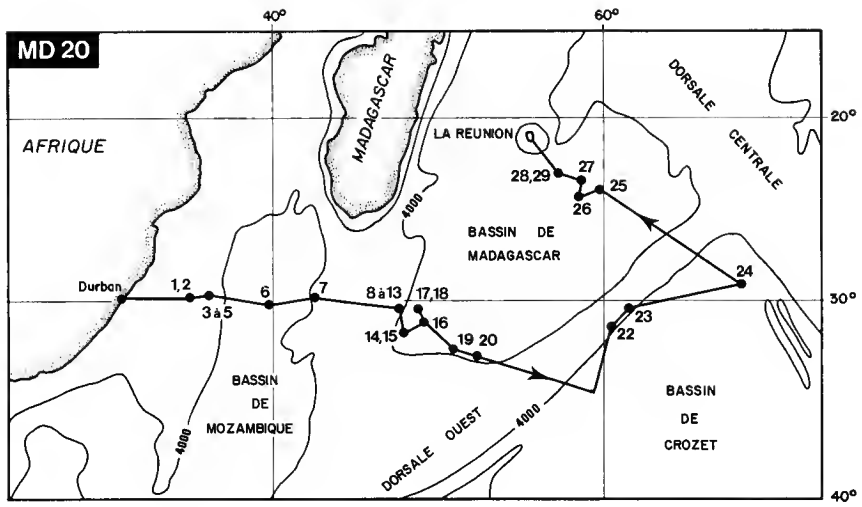 40°
60°
MD 20
AFRIQUE
MADAGASCAR
DORSALE CENTRALE
20°
LA REUNION
28,29
27
26
25
4000
BASSIN DE
MADAGASCAR
24
Durban
1,2
3 à 5
6
7
8 à 13
17,18
14,15
16
19
20
23
22
30°
BASSIN
DE
MOZAMBIQUE
4000
DORSALE OUEST
4000
BASSIN
DE
CROZET
40°